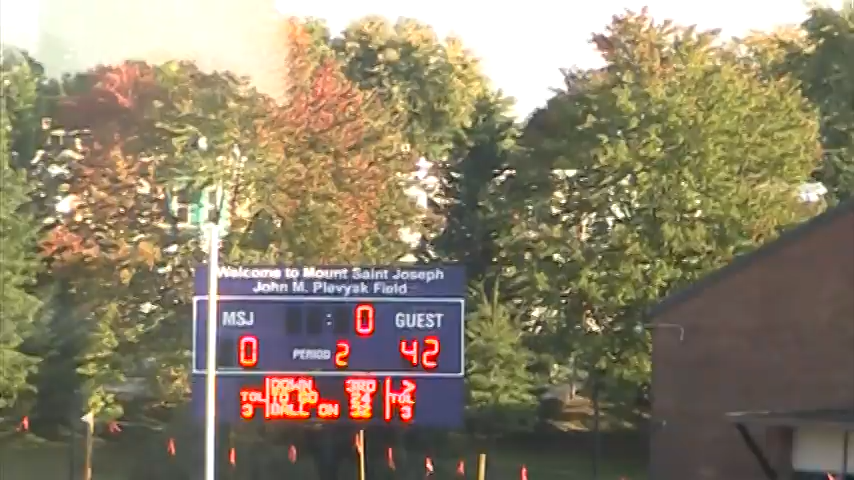 Welcome to Mount Saint Joseph
John M. Plevyak Field
MSJ : 0 GUEST
0 PERIOD 2 42
DOWN 3RD >
TOL TO GO 24 TOL
3 BALL ON 32 3